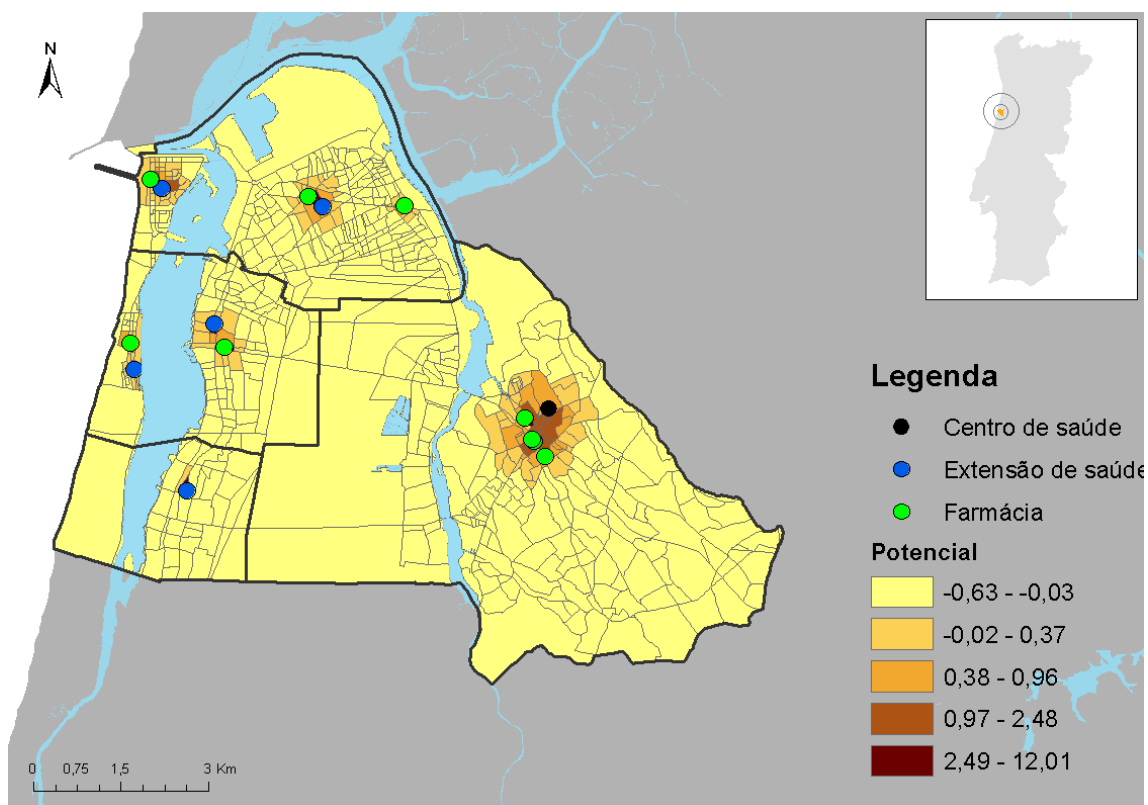 N
Legenda
Centro de saúde
Extensão de saúde
Farmácia
Potencial
-0,63 - -0,03
-0,02 - 0,37
0,38 - 0,96
0,97 - 2,48
2,49 - 12,01
0 0,75 1,5 3 Km